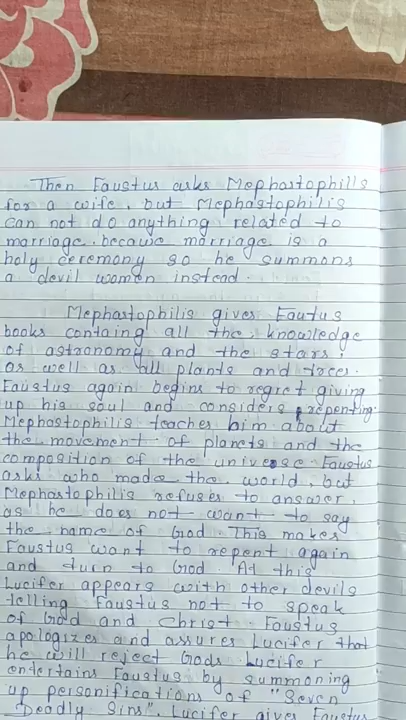 Then Faustus asks Mephastophills
for a wife. but Mephastophilis
can not do anything related to
marriage. because marriage is a
holy ceremony so he summons
a devil women instead.
Mephastophilis gives Fautus
books containg all the knowledge
of astronomy and the stars,
as well as all plants and trees.
Faustus again begins to regret giving
up his soul and considers repenting.
Mephastophilis teaches him about
the movement of planets and the
composition of the universe. Faustus
asks who made the world, but
Mephastophilis refuses to answer,
as he does not want to say
the name of God. This makes
Faustus want to repent again
and turn to God. At this
Lucifer appears with other devils
telling Faustus not to speak
of God and Christ. Faustus
apologizes and assures Lucifer that
he will reject Gods. Lucifer
entertains Faustus by summoning
up personifications of "Seven
Deadly Sins". Lucifer gives Faustus